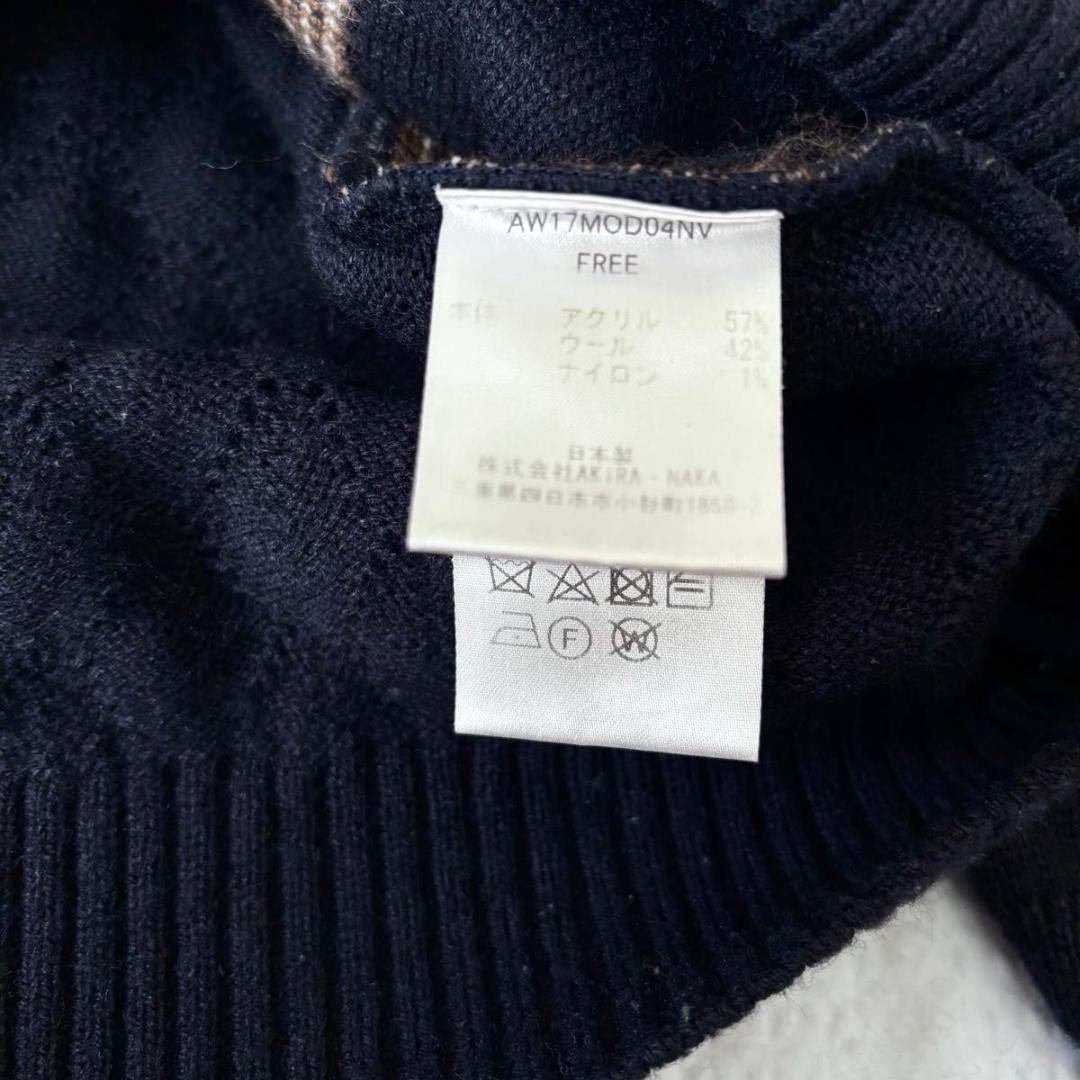 AW17MOD04NV
FREE
本体 アクリル 57%
ウール 42%
ナイロン 1%
日本製
株式会社AKIRA・NAKA
三重県四日市市小杉町1858-2
F
W